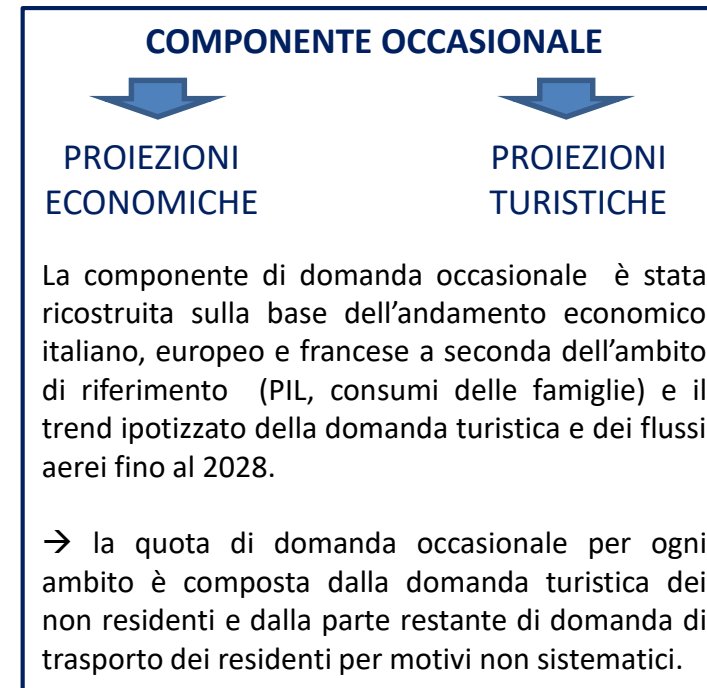 COMPONENTE OCCASIONALE
PROIEZIONI ECONOMICHE
PROIEZIONI TURISTICHE
La componente di domanda occasionale è stata
ricostruita sulla base dell’andamento economico
italiano, europeo e francese a seconda dell’ambito
di riferimento (PIL, consumi delle famiglie) e il
trend ipotizzato della domanda turistica e dei flussi
aerei fino al 2028.
→ la quota di domanda occasionale per ogni
ambito è composta dalla domanda turistica dei
non residenti e dalla parte restante di domanda di
trasporto dei residenti per motivi non sistematici.